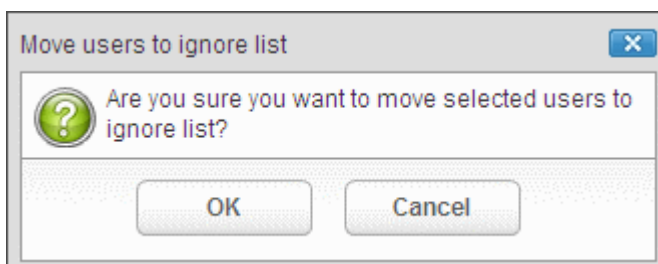 Move users to ignore list
Are you sure you want to move selected users to
ignore list?
OK
Cancel